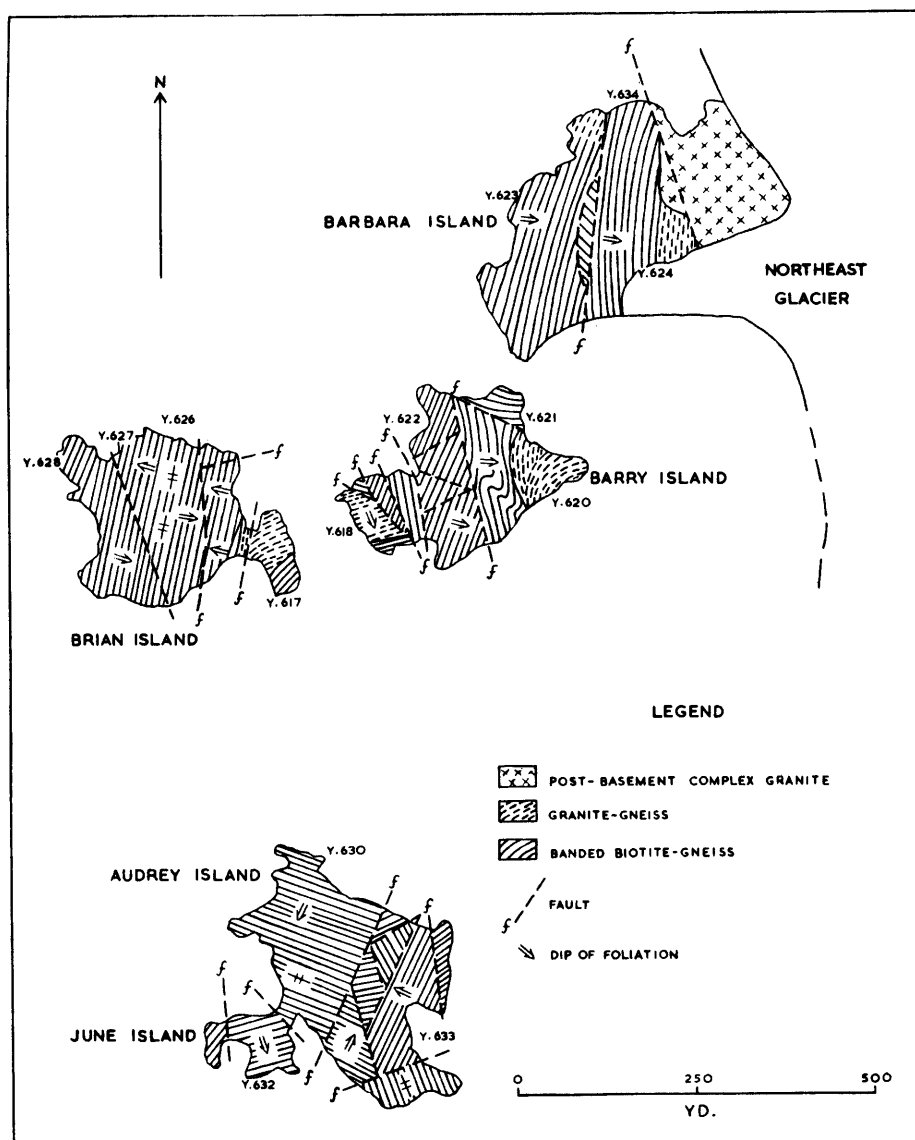 N
f
Y.634
Y.623
BARBARA ISLAND
Y.624
NORTHEAST
GLACIER
f
f
Y.626
Y.622
Y.621
Y.627
f
f
Y.628
f
f
f
BARRY ISLAND
Y.620
Y.618
f
f
f
f
Y.617
BRIAN ISLAND
LEGEND
POST-BASEMENT COMPLEX GRANITE
GRANITE-GNEISS
BANDED BIOTITE-GNEISS
f
FAULT
DIP OF FOLIATION
Y.630
AUDREY ISLAND
f
f
f
f
JUNE ISLAND
Y.633
Y.632
f
f
0
250
500
YD.